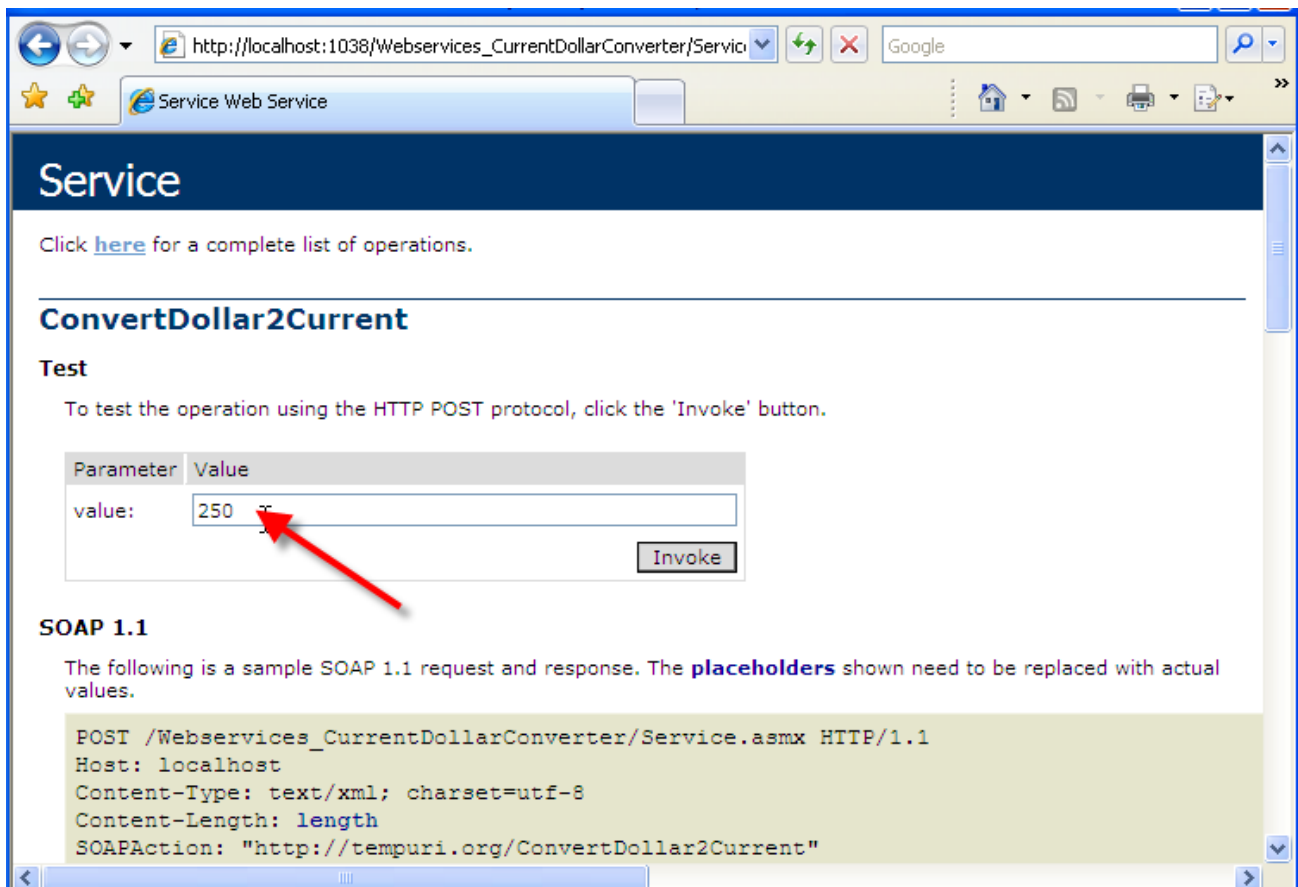 http://localhost:1038/Webservices_CurrentDollarConverter/Servic
Google
Service Web Service
Service
Click here for a complete list of operations.
ConvertDollar2Current
Test
To test the operation using the HTTP POST protocol, click the 'Invoke' button.
Parameter Value
value: 250
Invoke
SOAP 1.1
The following is a sample SOAP 1.1 request and response. The placeholders shown need to be replaced with actual
values.
POST /Webservices_CurrentDollarConverter/Service.asmx HTTP/1.1
Host: localhost
Content-Type: text/xml; charset=utf-8
Content-Length: length
SOAPAction: "http://tempuri.org/ConvertDollar2Current"